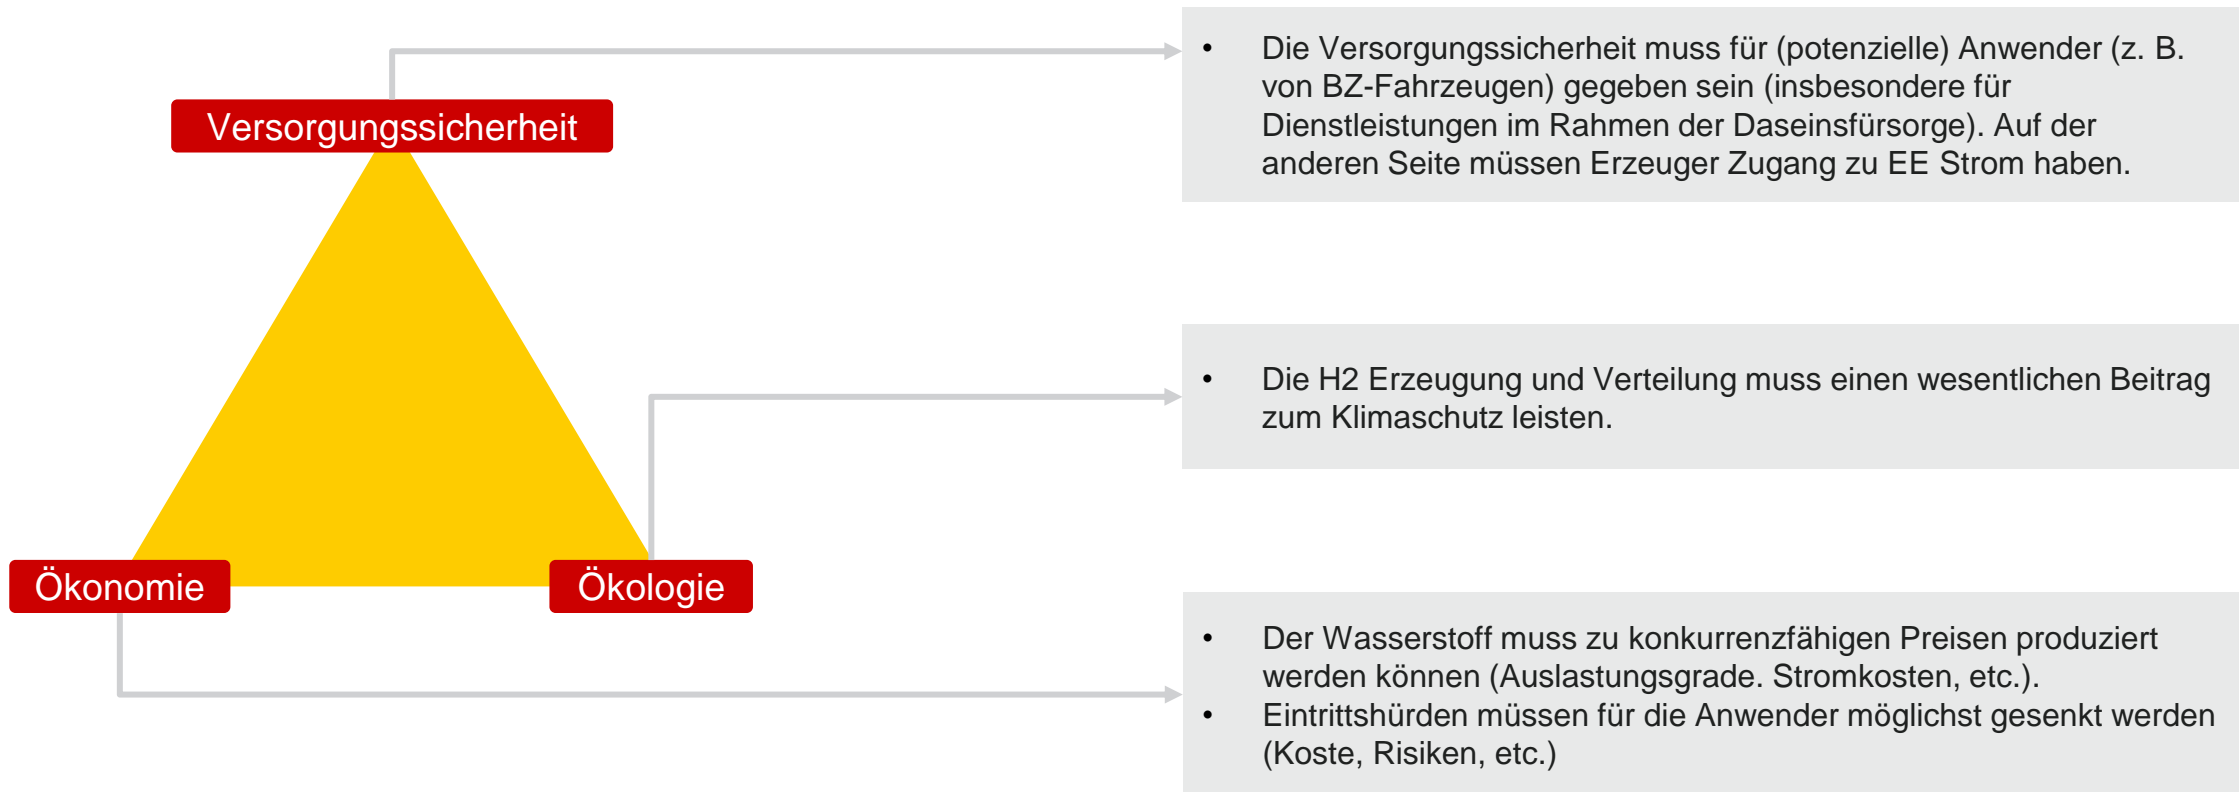 Versorgungssicherheit
• Die Versorgungssicherheit muss für (potenzielle) Anwender (z. B.
von BZ-Fahrzeugen) gegeben sein (insbesondere für
Dienstleistungen im Rahmen der Daseinsfürsorge). Auf der
anderen Seite müssen Erzeuger Zugang zu EE Strom haben.
• Die H2 Erzeugung und Verteilung muss einen wesentlichen Beitrag
zum Klimaschutz leisten.
Ökonomie
Ökologie
• Der Wasserstoff muss zu konkurrenzfähigen Preisen produziert
werden können (Auslastungsgrade. Stromkosten, etc.).
• Eintrittshürden müssen für die Anwender möglichst gesenkt werden
(Koste, Risiken, etc.)